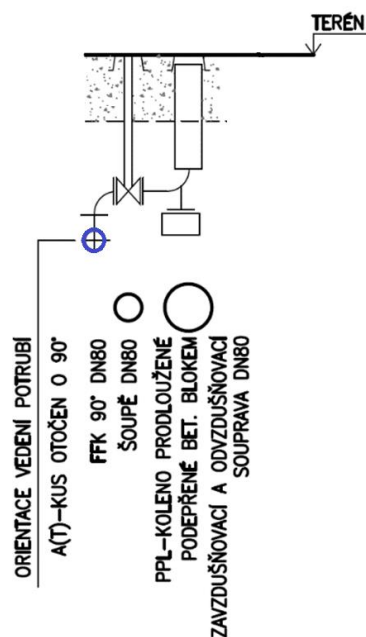 TERÉN
ORIENTACE VEDENÍ POTRUBÍ
A(T)-KUS OTOČEN O 90°
FFK 90° DN80
ŠOUPĚ DN80
PPL-KOLENO PRODLOUŽENÉ
PODEPŘENÉ BET. BLOKEM
ZAVZDUŠŇOVACÍ A ODVZDUŠŇOVACÍ
SOUPRAVA DN80